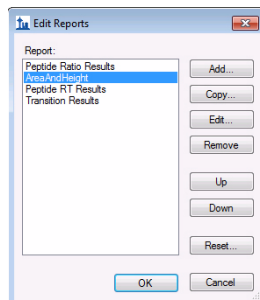 Edit Reports
Report:
Peptide Ratio Results
AreaAndHeight
Peptide RT Results
Transition Results
Add...
Copy...
Edit...
Remove
Up
Down
Reset...
OK
Cancel